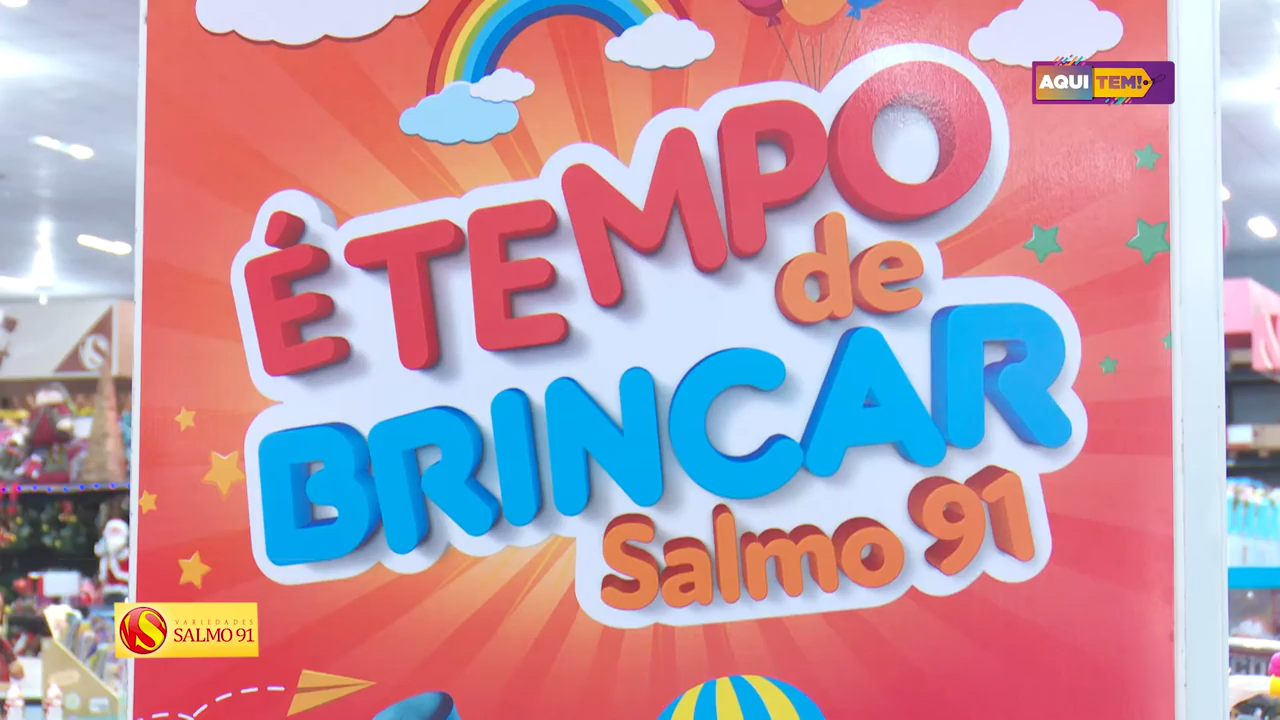 AQUI TEM!
É TEMPO
de
BRINCAR
Salmo 91
VARIEDADES
SALMO 91